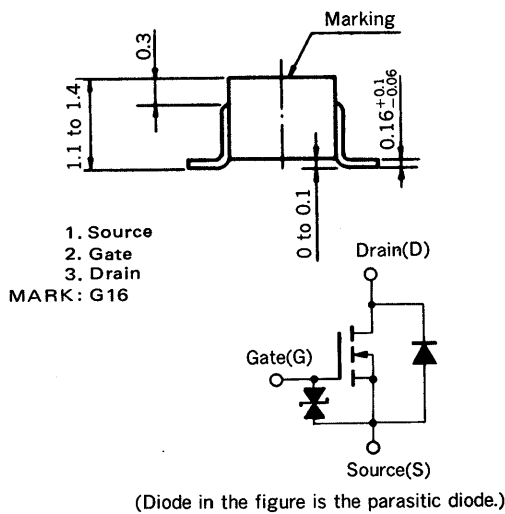 Marking
0.3
1.1 to 1.4
0.16 +0.1 -0.06
0 to 0.1
1. Source
2. Gate
3. Drain
MARK: G16
Drain(D)
Gate(G)
Source(S)
(Diode in the figure is the parasitic diode.)